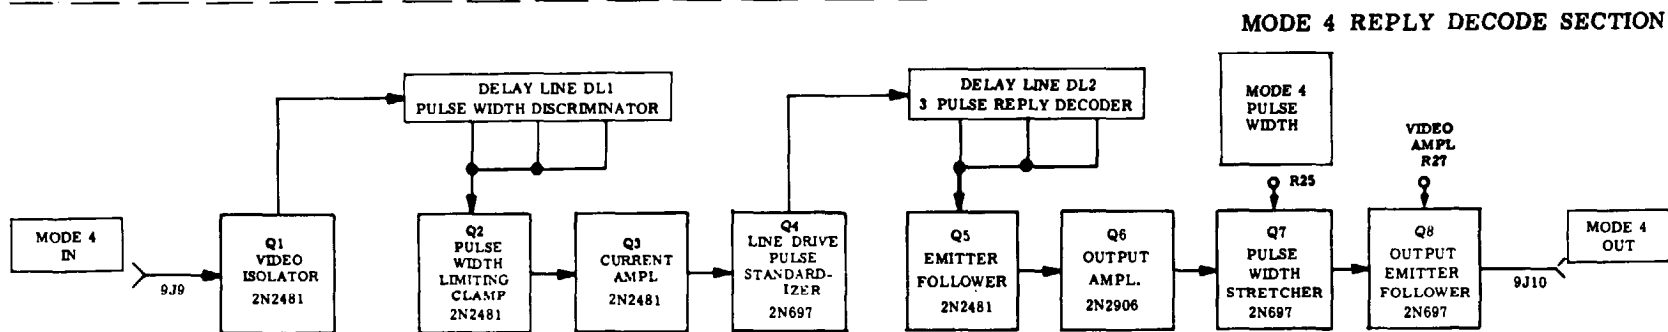 MODE 4 REPLY DECODE SECTION
DELAY LINE DL1
PULSE WIDTH DISCRIMINATOR
DELAY LINE DL2
3 PULSE REPLY DECODER
MODE 4
PULSE
WIDTH
VIDEO
AMPL
R27
R25
MODE 4
IN
9J9
Q1
VIDEO
ISOLATOR
2N2481
Q2
PULSE
WIDTH
LIMITING
CLAMP
2N2481
Q3
CURRENT
AMPL
2N2481
Q4
LINE DRIVE
PULSE
STANDARD-
IZER
2N697
Q5
EMITTER
FOLLOWER
2N2481
Q6
OUTPUT
AMPL.
2N2906
Q7
PULSE
WIDTH
STRETCHER
2N697
Q8
OUTPUT
EMITTER
FOLLOWER
2N697
9J10
MODE 4
OUT